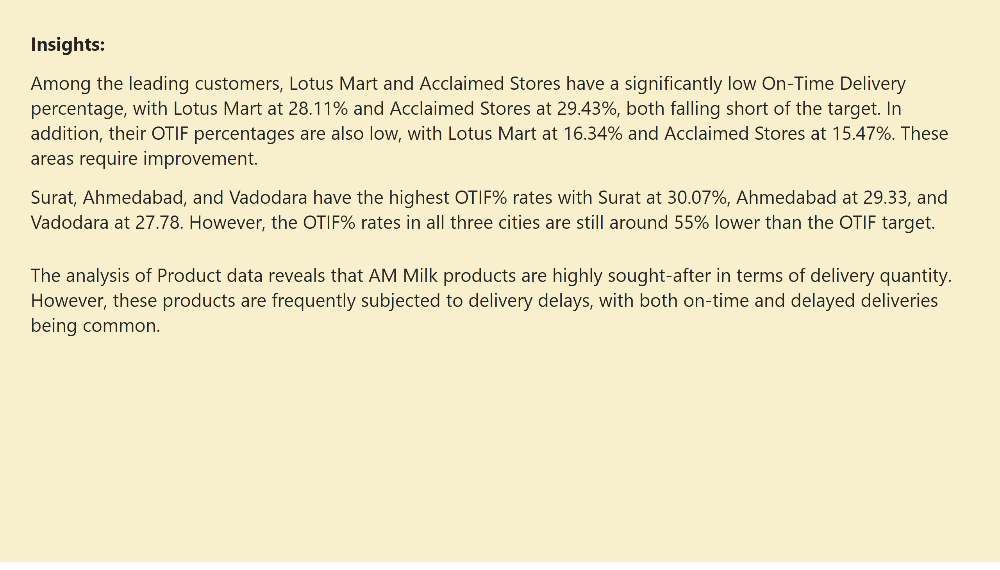 Insights:
Among the leading customers, Lotus Mart and Acclaimed Stores have a significantly low On-Time Delivery
percentage, with Lotus Mart at 28.11% and Acclaimed Stores at 29.43%, both falling short of the target. In
addition, their OTIF percentages are also low, with Lotus Mart at 16.34% and Acclaimed Stores at 15.47%. These
areas require improvement.
Surat, Ahmedabad, and Vadodara have the highest OTIF% rates with Surat at 30.07%, Ahmedabad at 29.33, and
Vadodara at 27.78. However, the OTIF% rates in all three cities are still around 55% lower than the OTIF target.
The analysis of Product data reveals that AM Milk products are highly sought-after in terms of delivery quantity.
However, these products are frequently subjected to delivery delays, with both on-time and delayed deliveries
being common.